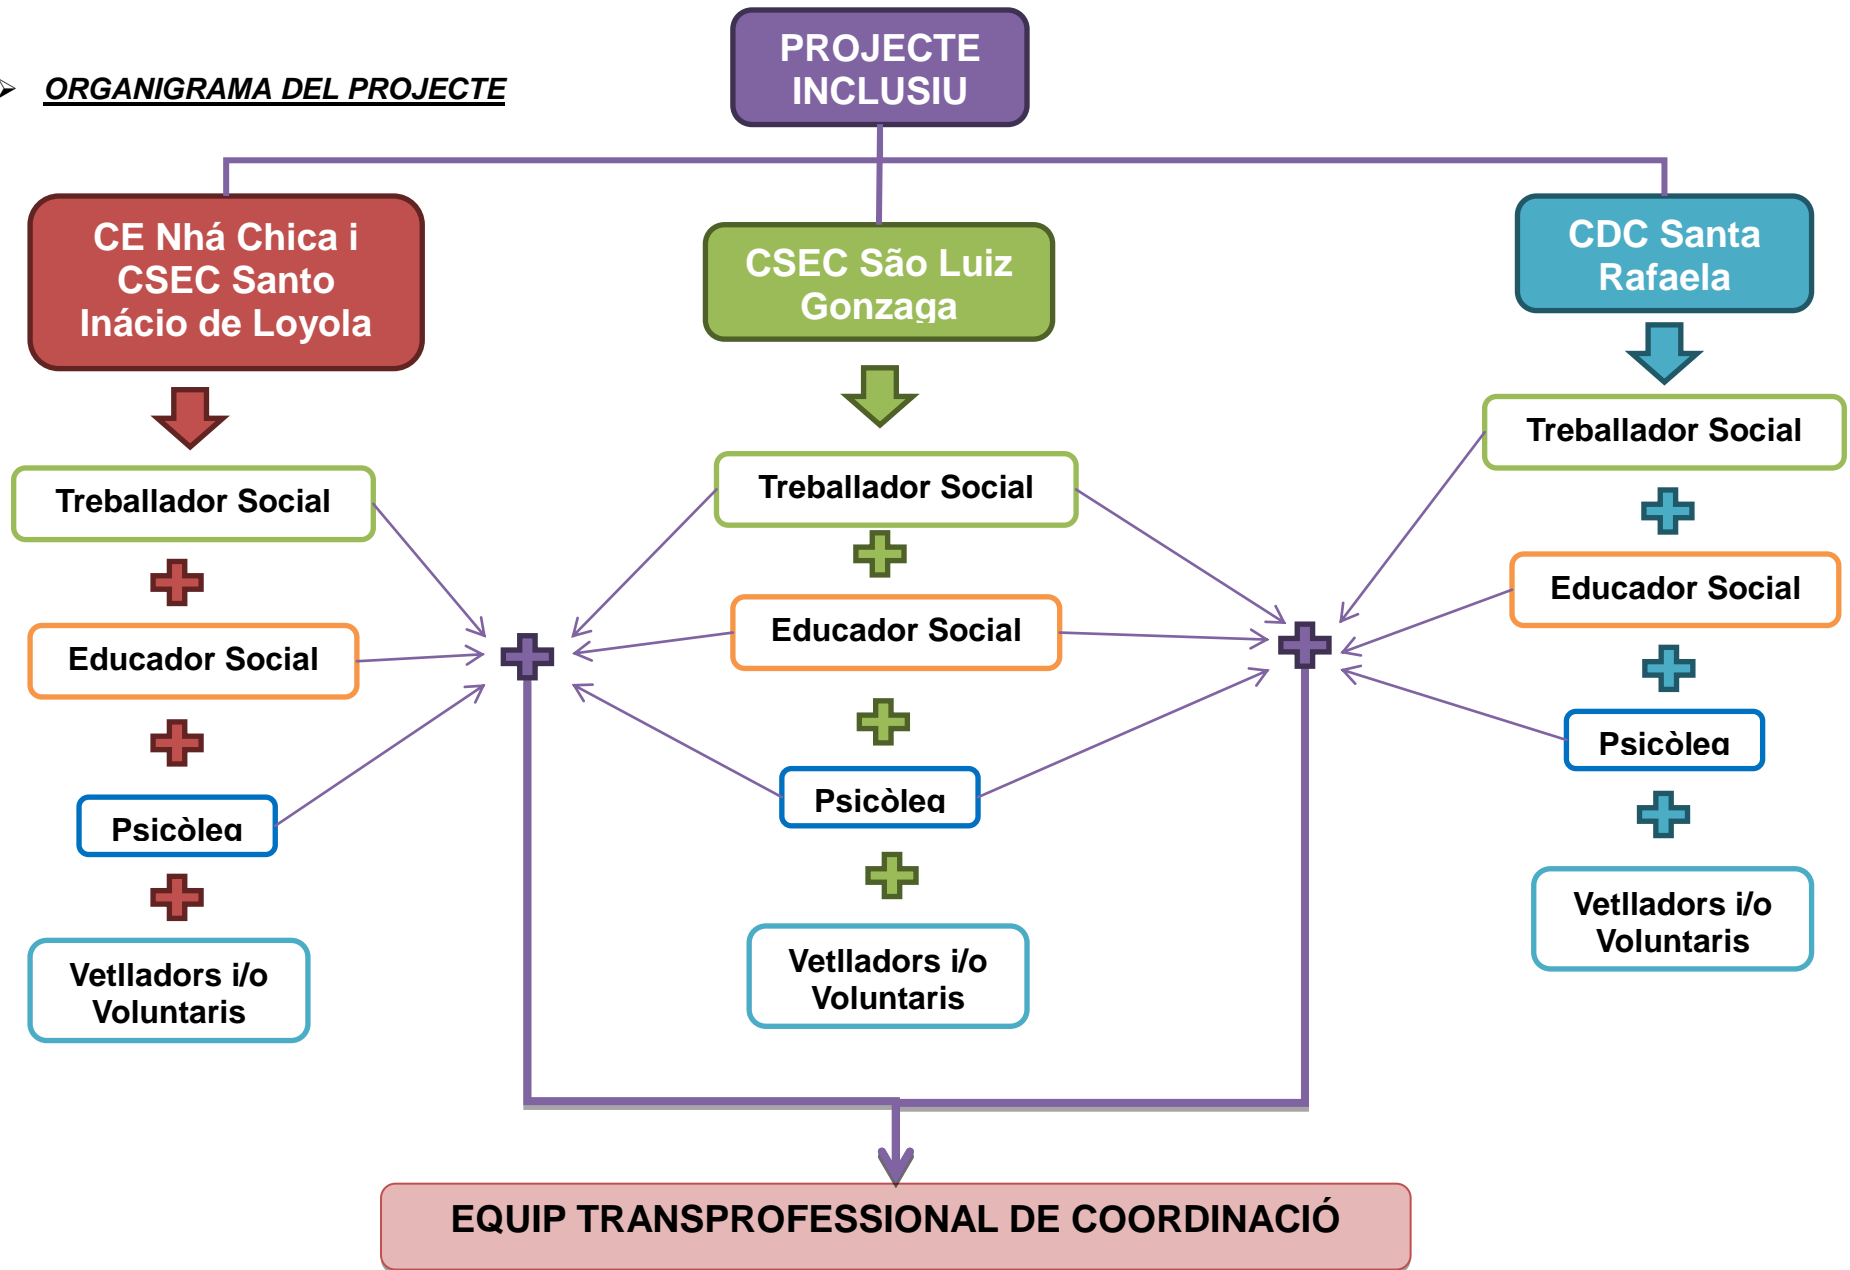 ORGANIGRAMA DEL PROJECTE
PROJECTE
INCLUSIU
CE Nhá Chica i
CSEC Santo
Inácio de Loyola
Treballador Social
Educador Social
Psicòleg
Vetlladors i/o
Voluntaris
CSEC São Luiz
Gonzaga
Treballador Social
Educador Social
Psicòleg
Vetlladors i/o
Voluntaris
CDC Santa
Rafaela
Treballador Social
Educador Social
Psicòleg
Vetlladors i/o
Voluntaris
EQUIP TRANSPROFESSIONAL DE COORDINACIÓ